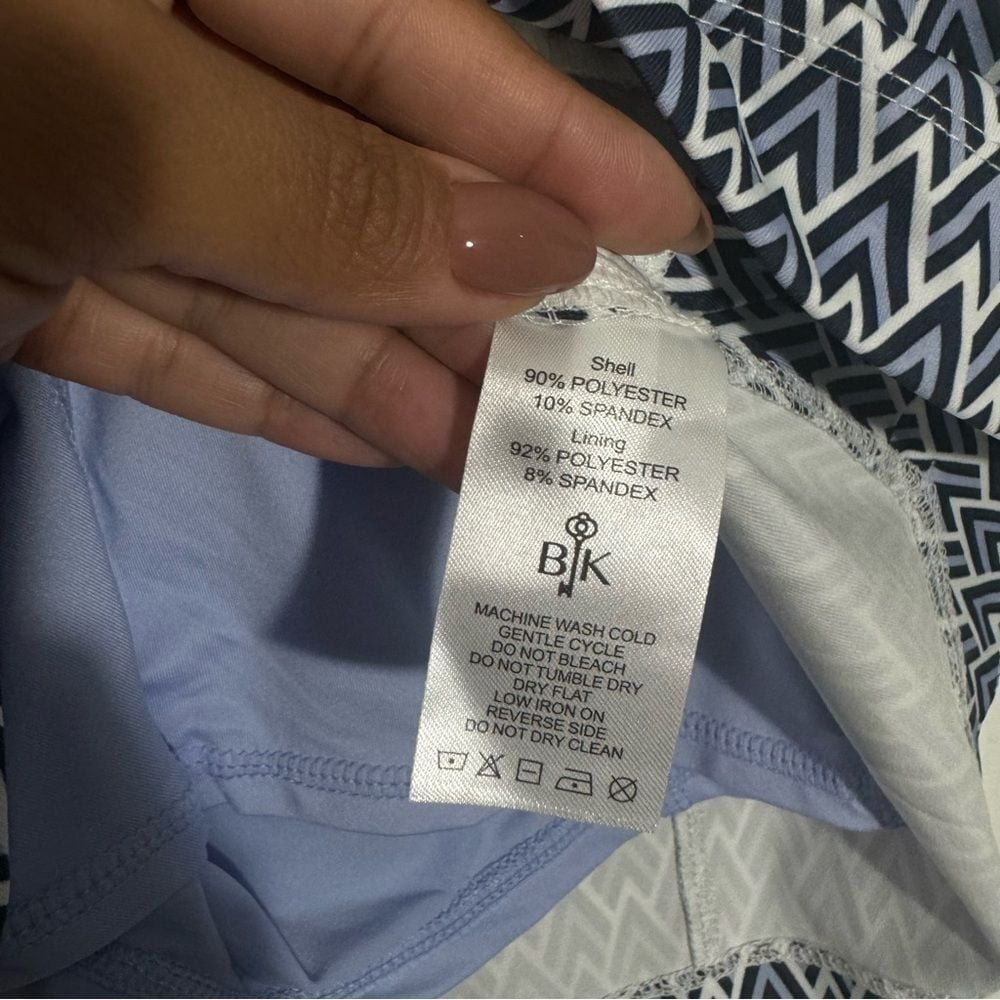 Shell
90% POLYESTER
10% SPANDEX
Lining
92% POLYESTER
8% SPANDEX
B K
MACHINE WASH COLD
GENTLE CYCLE
DO NOT BLEACH
DO NOT TUMBLE DRY
DRY FLAT
LOW IRON ON
REVERSE SIDE
DO NOT DRY CLEAN